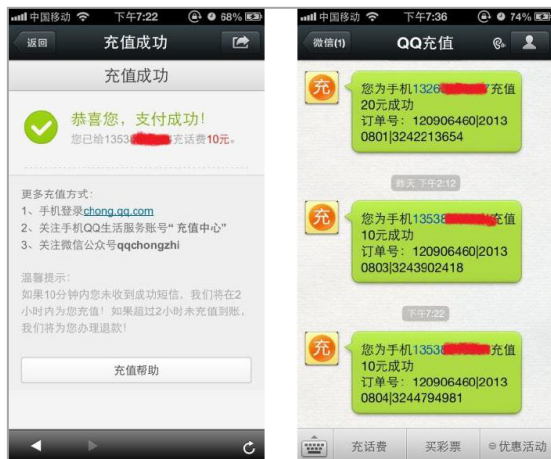 中国移动 下午7:22 68%
返回 充值成功
充值成功
恭喜您，支付成功！
您已给13538 充话费10元。
更多充值方式：
1、手机登录chong.qq.com
2、关注手机QQ生活服务账号“充值中心”
3、关注微信公众号qqchongzhi
温馨提示：
如果10分钟内您未收到成功短信，我们将在2
小时内为您充值！如果超过2小时未充值到账，
我们将为您办理退款！
充值帮助
中国移动 下午7:36 74%
微信(1) QQ充值
充
您为手机1326 7充值
20元成功
订单号：120906460|2013
0801|3242213654
昨天 下午2:12
充
您为手机13538 充值
10元成功
订单号：120906460|2013
0803|3243902418
下午7:22
充
您为手机1353 充值
10元成功
订单号：120906460|2013
0804|3244794981
充话费 买彩票 优惠活动